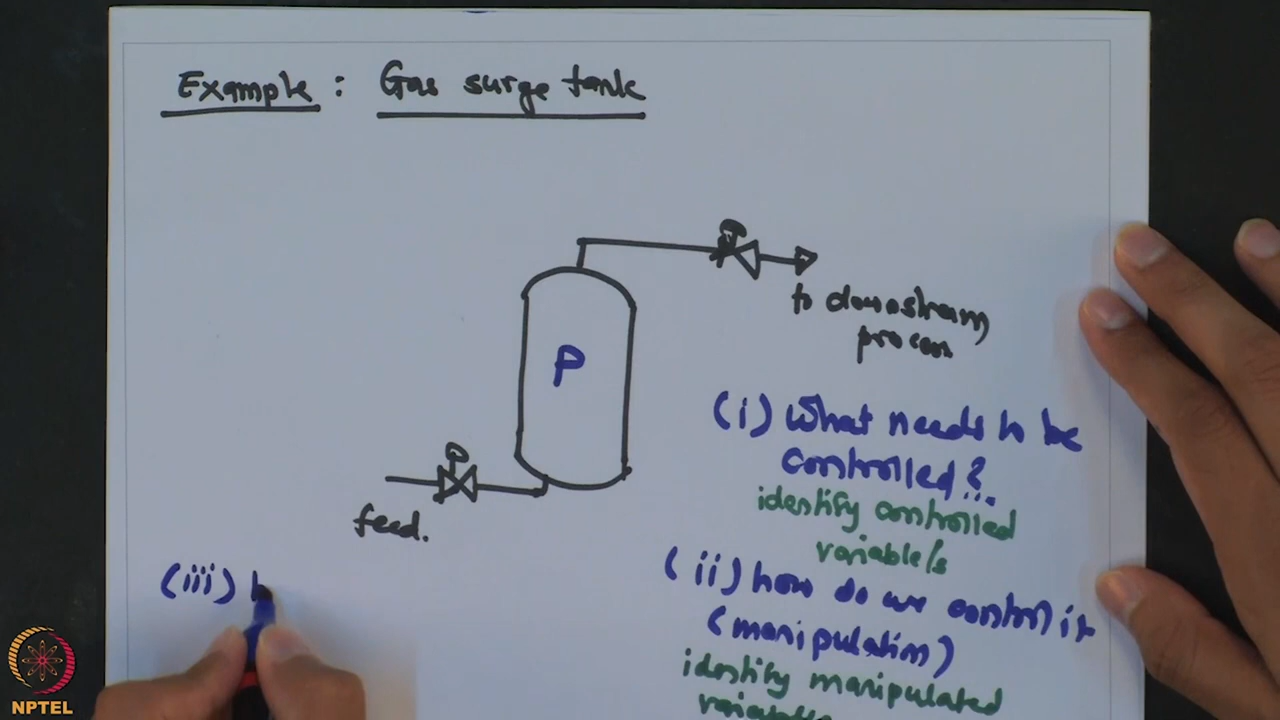 Example : Gas surge tank
to downstream
process
P
(i) What needs to be
controlled?
identify controlled
variable/s
feed.
(ii) how do we control it
(manipulation)
identify manipulated
(iii)
NPTEL